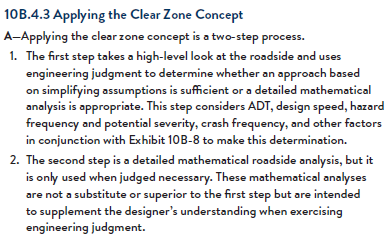 10B.4.3 Applying the Clear Zone Concept
A—Applying the clear zone concept is a two-step process.
1. The first step takes a high-level look at the roadside and uses
engineering judgment to determine whether an approach based
on simplifying assumptions is sufficient or a detailed mathematical
analysis is appropriate. This step considers ADT, design speed, hazard
frequency and potential severity, crash frequency, and other factors
in conjunction with Exhibit 10B-8 to make this determination.
2. The second step is a detailed mathematical roadside analysis, but it
is only used when judged necessary. These mathematical analyses
are not a substitute or superior to the first step but are intended
to supplement the designer's understanding when exercising
engineering judgment.